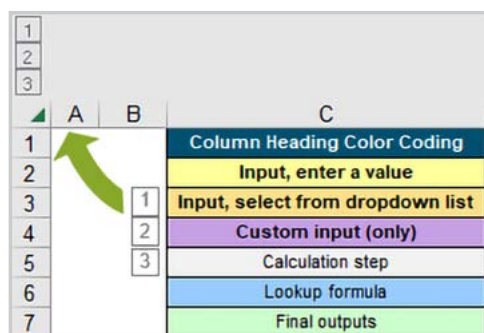 1
2
3
A B C
1 Column Heading Color Coding
2 Input, enter a value
3 1 Input, select from dropdown list
4 2 Custom input (only)
5 3 Calculation step
6 Lookup formula
7 Final outputs